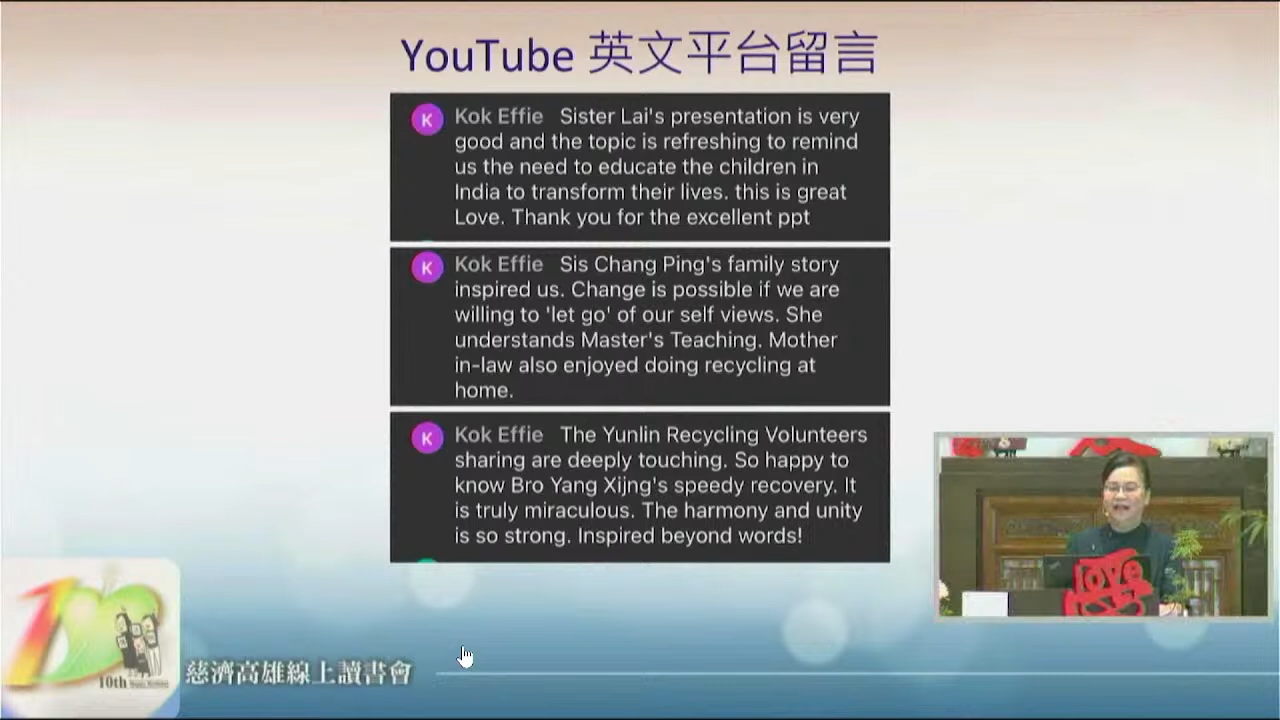 YouTube 英文平台留言
K Kok Effie Sister Lai's presentation is very
good and the topic is refreshing to remind
us the need to educate the children in
India to transform their lives. this is great
Love. Thank you for the excellent ppt
K Kok Effie Sis Chang Ping's family story
inspired us. Change is possible if we are
willing to 'let go' of our self views. She
understands Master's Teaching. Mother
in-law also enjoyed doing recycling at
home.
K Kok Effie The Yunlin Recycling Volunteers
sharing are deeply touching. So happy to
know Bro Yang Xijng's speedy recovery. It
is truly miraculous. The harmony and unity
is so strong. Inspired beyond words!
love
10
10th
慈濟高雄線上讀書會